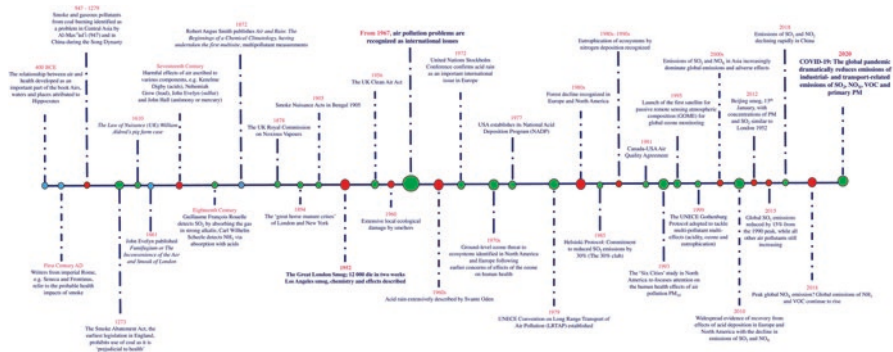 947 - 1279
Smoke and gaseous pollutants
from coal burning identified as
a problem in Central Asia by
in China during the Song Dynasty
400 BCE
The relationship between air and
health developed as an
important part of the book Airs,
waters and places attributed to
Hippocrates
1610
The Law of Nuisance (UK) William
Aldred's pig farm case
Seventeenth Century
Harmful effects of air ascribed to
various components, e.g. Kenelme
Digby (acids), Nehemiah
Grew (lead), John Evelyn (sulfur)
and John Hall (antimony or mercury)
1872
Robert Angus Smith publishes Air and Rain: The
Beginnings of a Chemical Climatology, having
undertaken the first multisite, multipollutant measurements
1878
The UK Royal Commission
on Noxious Vapours
1905
Smoke Nuisance Acts in Bengal 1905
1956
The UK Clean Air Act
From 1967, air pollution problems are
recognized as international issues
1972
United Nations Stockholm
Conference confirms acid rain
as an important international
issue in Europe
1977
USA establishes its National Acid
Deposition Program (NADP)
1980s
Forest decline recognized in
Europe and North America
1980s, 1990s
Eutrophication of ecosystems by
nitrogen deposition recognized
1991
Canada-USA Air
Quality Agreement
1995
Launch of the first satellite for
passive remote sensing atmospheric
composition (GOME) for
global ozone monitoring
2000s
Emissions of SO₂ and NOₓ in Asia increasingly
dominate global emissions and adverse effects
2012
Beijing smog, 13th
January, with
concentrations of PM
and SO₂ similar to
London 1952
2016
Emissions of SO₂ and NOₓ
declining rapidly in China
2020
COVID-19: The global pandemic
dramatically reduces emissions of
industrial- and transport-related
emissions of SO₂, NOₓ, VOC and
primary PM
First Century AD
Writers from imperial Rome,
e.g. Seneca and Frontinus,
refer to the probable health
impacts of smoke
1273
The Smoke Abatement Act, the
earliest legislation in England,
prohibits use of coal as it is
'prejudicial to health'
1661
John Evelyn published
Fumifugium or The
Inconvenience of the Aer
and Smoak of London
Eighteenth Century
Guillaume François Rouelle
detects SO₂ by absorbing the gas
in strong alkalis; Carl Wilhelm
Scheele detects NH₃ via
absorption with acids
1894
The 'great horse manure crises'
of London and New York
1952
The Great London Smog: 12 000 die in two weeks
Los Angeles smog, chemistry and effects described
1960
Extensive local ecological
damage by smelters
1960s
Acid rain extensively described by Svante Oden
1970s
Ground-level ozone threat to
ecosystems identified in North America
and Europe following
earlier concerns of effects of the ozone
on human health
1979
UNECE Convention on Long Range Transport
of Air Pollution (LRTAP) established
1985
Helsinki Protocol: Commitment
to reduced SO₂ emissions by
30% (The 30% club)
1993
The "Six Cities' study in North
America to focuses attention on
the human health effects of air
pollution PM₂.₅
1999
The UNECE Gothenburg
Protocol adopted to tackle
multi-pollutant multi-
effects (acidity, ozone and
eutrophication)
2010
Widespread evidence of recovery from
effects of acid deposition in Europe and
North America with the decline in
emissions of SO₂ and NOₓ
2015
Global SO₂ emissions
reduced by 15% from
the 1990 peak, while all
other air pollutants still
increasing
2018
Peak global NOₓ emission? Global emissions of NH₃
and VOC continue to rise